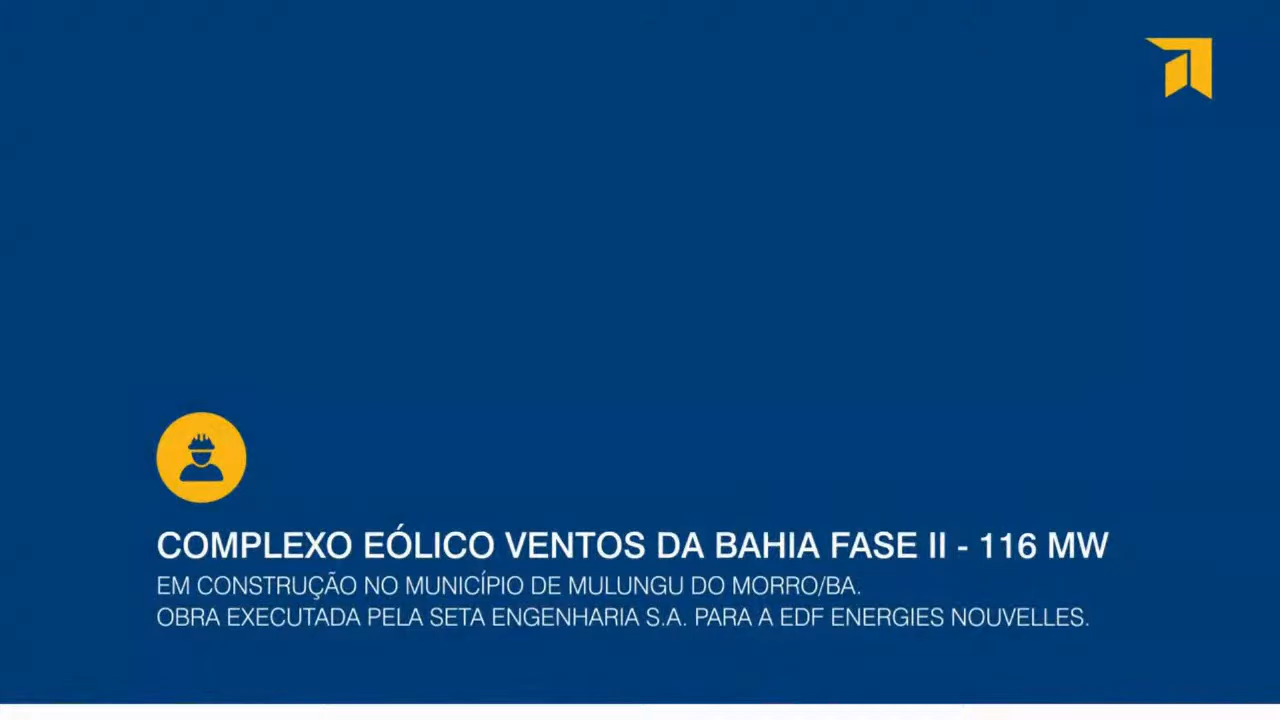 COMPLEXO EÓLICO VENTOS DA BAHIA FASE II - 116 MW
EM CONSTRUÇÃO NO MUNICÍPIO DE MULUNGU DO MORRO/BA.
OBRA EXECUTADA PELA SETA ENGENHARIA S.A. PARA A EDF ENERGIES NOUVELLES.